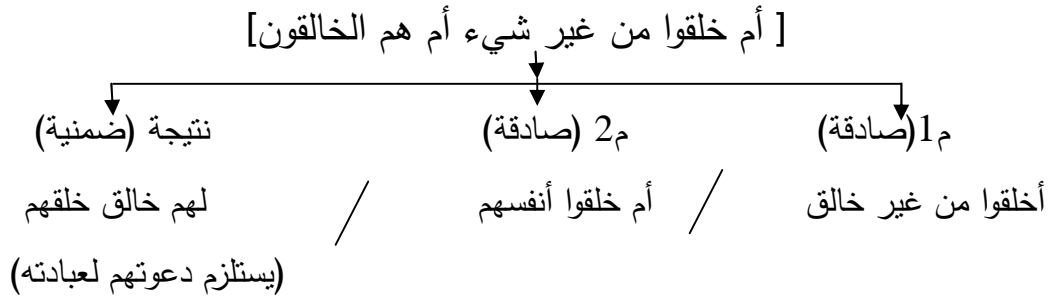 [ أم خلقوا من غير شيء أم هم الخالقون]
م1(صادقة) م2 (صادقة) نتيجة (ضمنية)
أخلقوا من غير خالق / أم خلقوا أنفسهم / لهم خالق خلقهم
(يستلزم دعوتهم لعبادته)